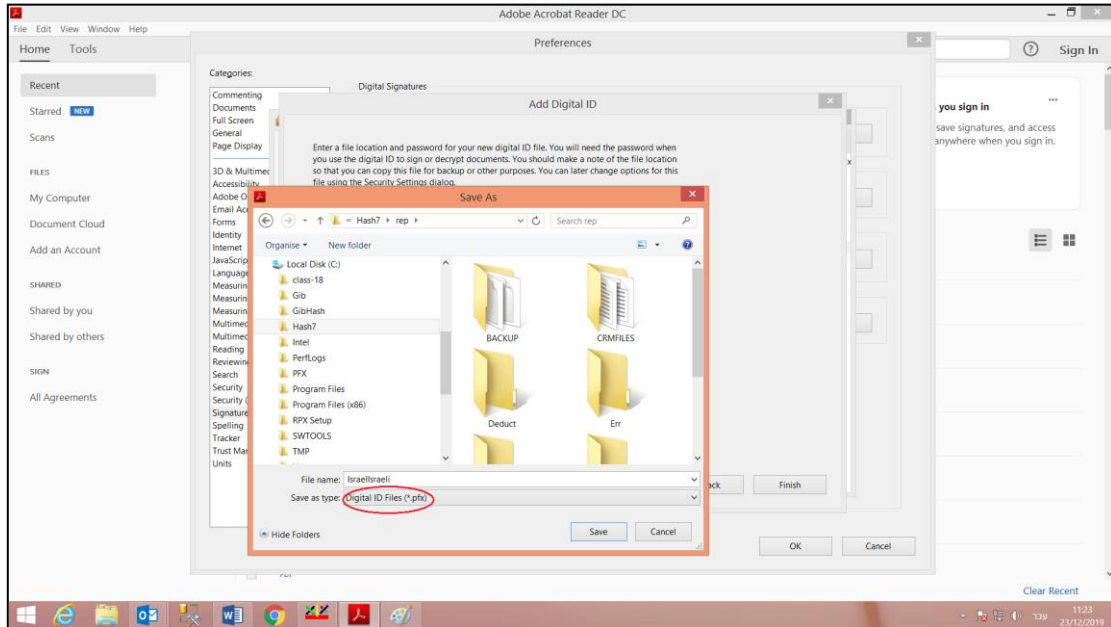 Adobe Acrobat Reader DC
File Edit View Window Help
Home Tools
Sign In
Recent
Starred NEW
Scans
FILES
My Computer
Document Cloud
Add an Account
SHARED
Shared by you
Shared by others
SIGN
All Agreements
Preferences
Categories:
Commenting
Documents
Full Screen
General
Page Display
3D & Multimed
Accessibility
Adobe O
Email Acc
Forms
Identity
Internet
JavaScrip
Language
Measurin
Measurin
Measurin
Multimed
Multimed
Reading
Reviewin
Search
Security
Security (
Signature
Spelling
Tracker
Trust Man
Units
Digital Signatures
Add Digital ID
Enter a file location and password for your new digital ID file. You will need the password when
you use the digital ID to sign or decrypt documents. You should make a note of the file location
so that you can copy this file for backup or other purposes. You can later change options for this
file using the Security Settings dialog.
Save As
Hash7 rep
Search rep
Organise New folder
Local Disk (C:)
class-18
Gib
GibHash
Hash7
Intel
PerfLogs
PFX
Program Files
Program Files (x86)
RPX Setup
SWTOOLS
TMP
BACKUP
CRMFILES
Deduct
Err
File name: IsraelIsraeli
Save as type: Digital ID Files (*.pfx)
Hide Folders
Save Cancel
ack Finish
OK Cancel
you sign in
save signatures, and access
anywhere when you sign in.
Clear Recent
עבר
11:23
23/12/2019